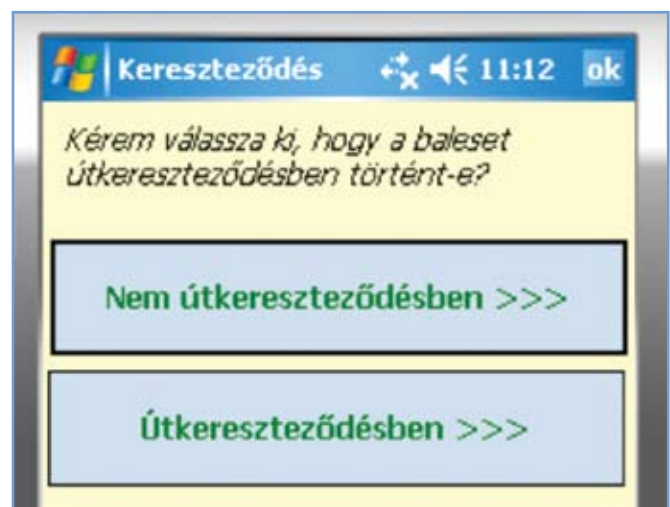 Kereszteződés 11:12 ok
Kérem válassza ki, hogy a baleset
útkereszteződésben történt-e?
Nem útkereszteződésben >>>
Útkereszteződésben >>>